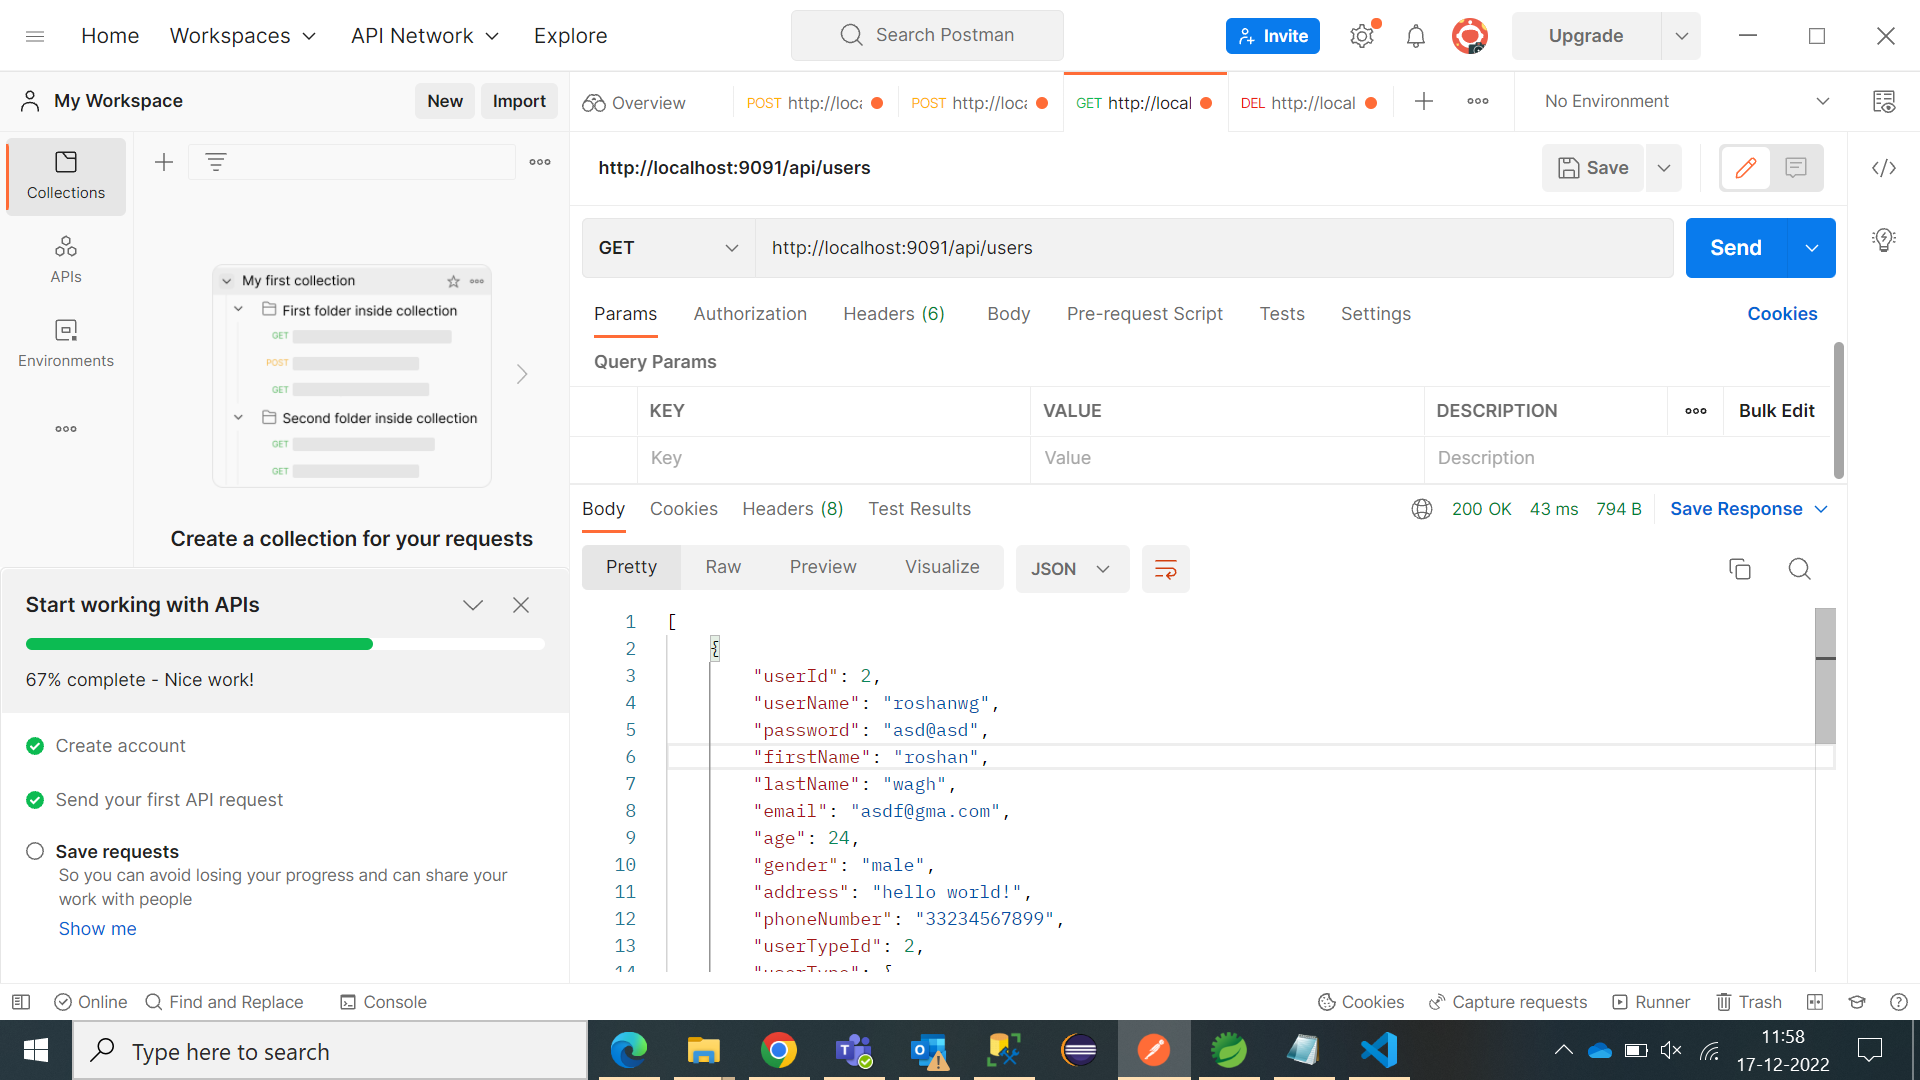 Home
Workspaces
API Network
Explore
Search Postman
Invite
Upgrade
My Workspace
New
Import
Overview
POST http://loca
POST http://loca
GET http://local
DEL http://local
No Environment
Collections
APIs
Environments
My first collection
First folder inside collection
GET
POST
GET
Second folder inside collection
GET
GET
Create a collection for your requests
Start working with APIs
67% complete - Nice work!
Create account
Send your first API request
Save requests
So you can avoid losing your progress and can share your
work with people
Show me
http://localhost:9091/api/users
Save
GET
http://localhost:9091/api/users
Send
Params
Authorization
Headers (6)
Body
Pre-request Script
Tests
Settings
Cookies
Query Params
KEY
VALUE
DESCRIPTION
Bulk Edit
Key
Value
Description
Body
Cookies
Headers (8)
Test Results
200 OK
43 ms
794 B
Save Response
Pretty
Raw
Preview
Visualize
JSON
1 [
2 {
3 "userId": 2,
4 "userName": "roshanwg",
5 "password": "asd@asd",
6 "firstName": "roshan",
7 "lastName": "wagh",
8 "email": "asdf@gma.com",
9 "age": 24,
10 "gender": "male",
11 "address": "hello world!",
12 "phoneNumber": "33234567899",
13 "userTypeId": 2,
14 "userType": {
Online
Find and Replace
Console
Cookies
Capture requests
Runner
Trash
Type here to search
11:58
17-12-2022